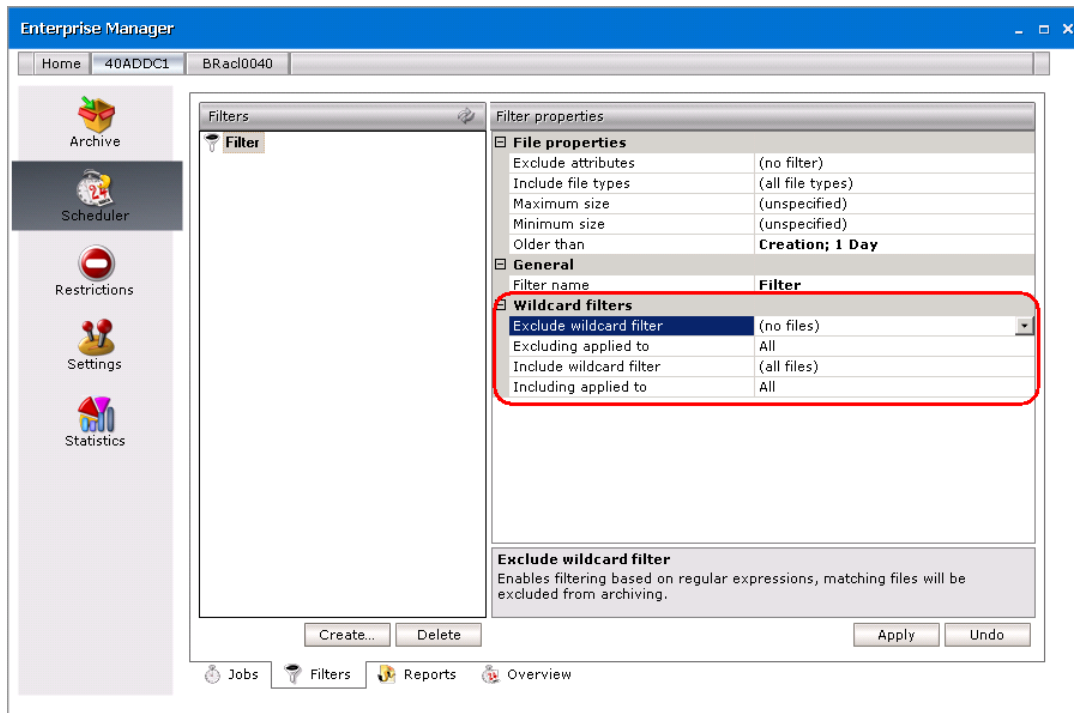 Enterprise Manager
Home 40ADDC1 BRacl0040
Archive
Scheduler
Restrictions
Settings
Statistics
Filters
Filter
Filter properties
File properties
Exclude attributes (no filter)
Include file types (all file types)
Maximum size (unspecified)
Minimum size (unspecified)
Older than Creation; 1 Day
General
Filter name Filter
Wildcard filters
Exclude wildcard filter (no files)
Excluding applied to All
Include wildcard filter (all files)
Including applied to All
Exclude wildcard filter
Enables filtering based on regular expressions, matching files will be
excluded from archiving.
Create... Delete Apply Undo
Jobs Filters Reports Overview